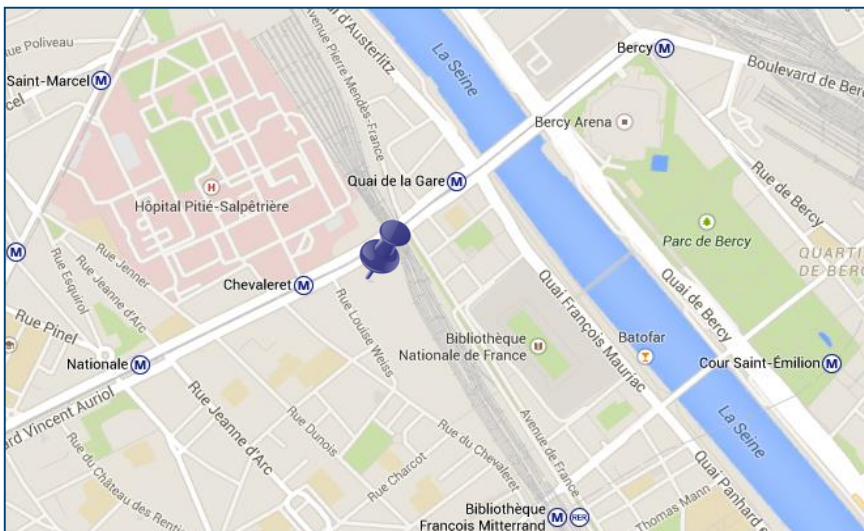 Rue Poliveau
Saint-Marcel M
Avenue Pierre Mendès-France
d'Austerlitz
La Seine
Bercy M
Boulevard de Berc
Bercy Arena
Rue de Bercy
H
Hôpital Pitié-Salpêtrière
Quai de la Gare M
Parc de Bercy
QUARTI
DE BERC
M
Rue Jenner
Rue Esquirol
Rue Jeanne d'Arc
Chevaleret M
Rue Pinel
Nationale M
Rue Louise Weiss
Quai François Mauriac
Quai de Bercy
Bibliothèque
Nationale de France
Batofar
Cour Saint-Émilion M
ard Vincent Auriol
Rue Jeanne d'Arc
Rue Dunois
Rue du Chevaleret
Avenue de France
La Seine
Rue du Château des Renti
Rue Charcot
Quai Panhard e
Thomas Mann
Bibliothèque
François Mitterrand M RER